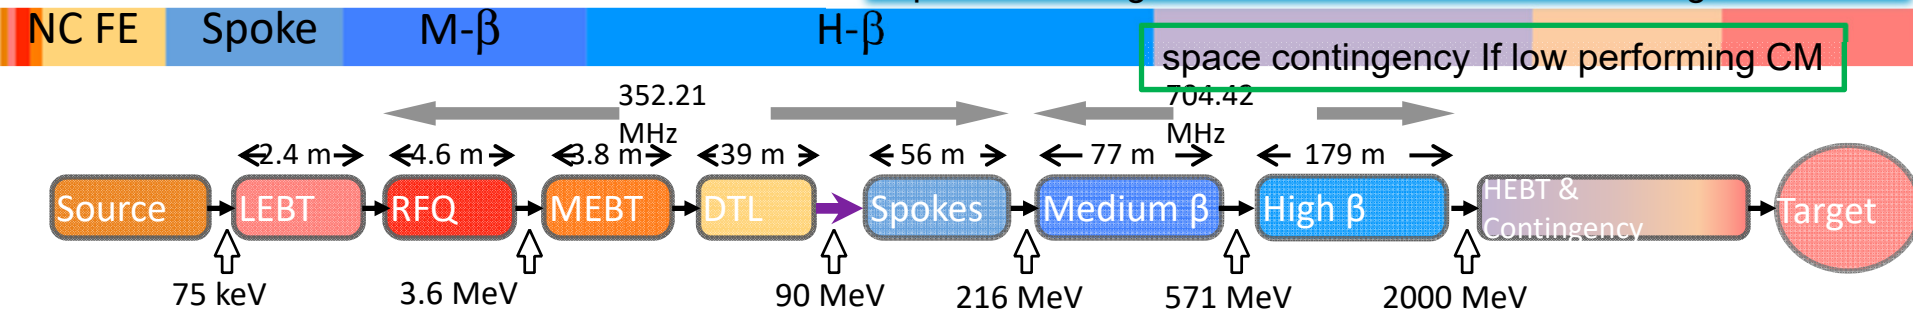 NC FE Spoke M-β H-β
space contingency If low performing CM
352.21
MHz
704.42
MHz
2.4 m 4.6 m 3.8 m 39 m 56 m 77 m 179 m
Source LEBT RFQ MEBT DTL Spokes Medium β High β HEBT &
Contingency
Target
75 keV 3.6 MeV 90 MeV 216 MeV 571 MeV 2000 MeV